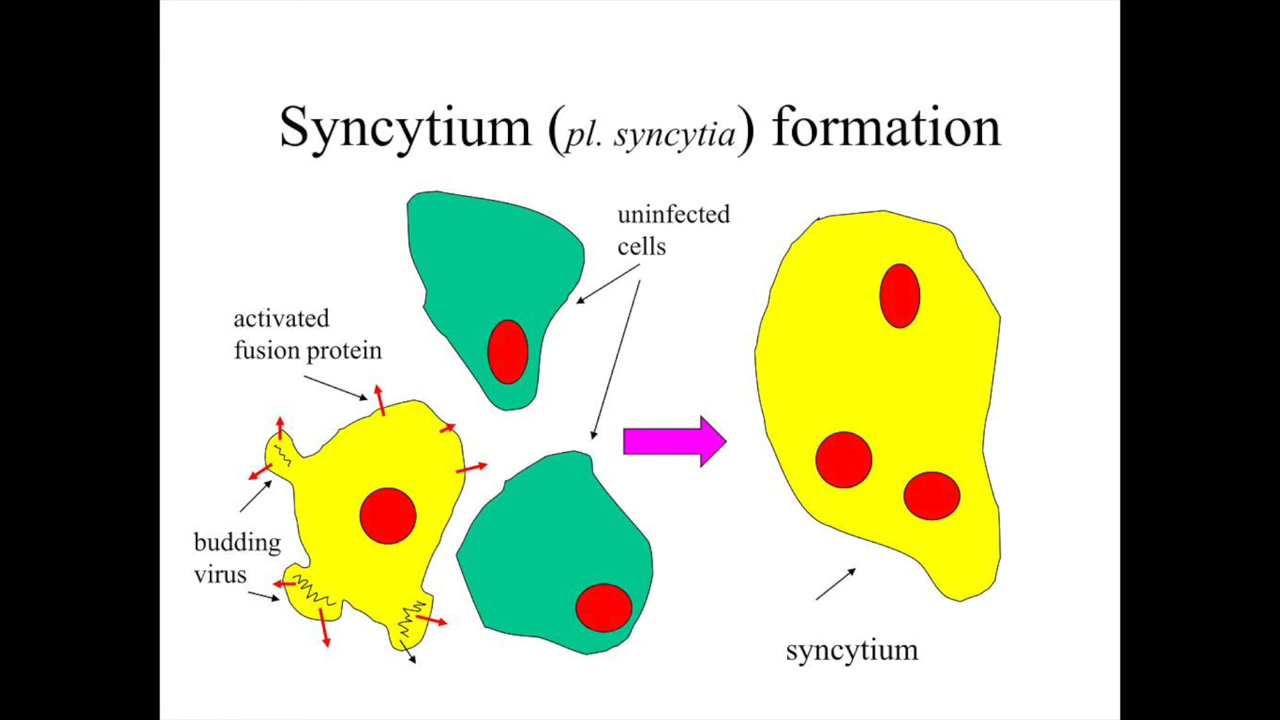 Syncytium (pl. syncytia) formation
uninfected
cells
activated
fusion protein
budding
virus
syncytium